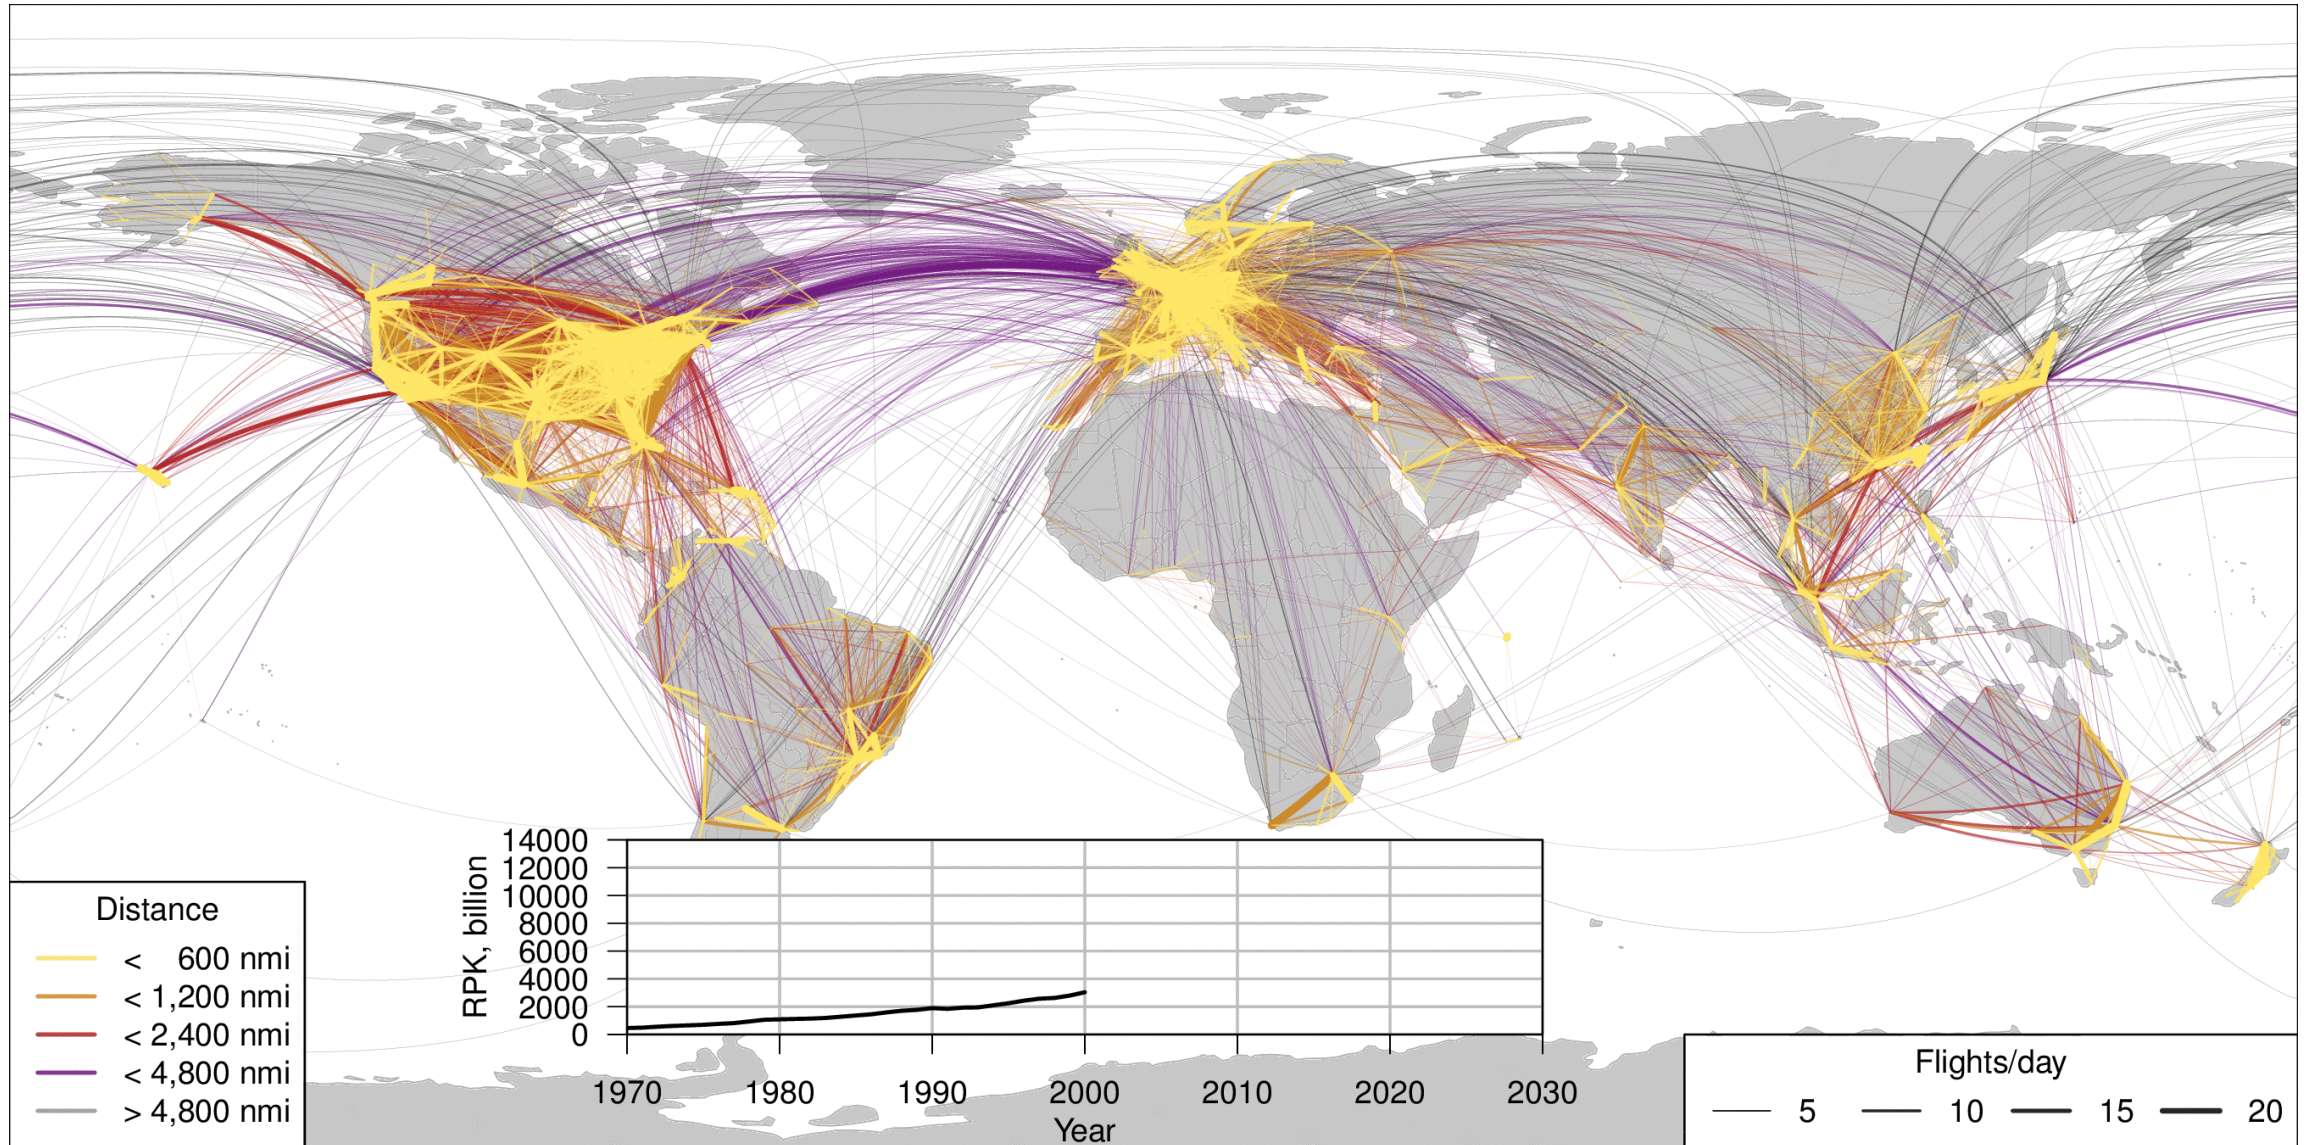 14000
12000
10000
8000
6000
4000
2000
0
RPK, billion
1970 1980 1990 2000 2010 2020 2030
Year
Distance
< 600 nmi
< 1,200 nmi
< 2,400 nmi
< 4,800 nmi
> 4,800 nmi
Flights/day
5 10 15 20